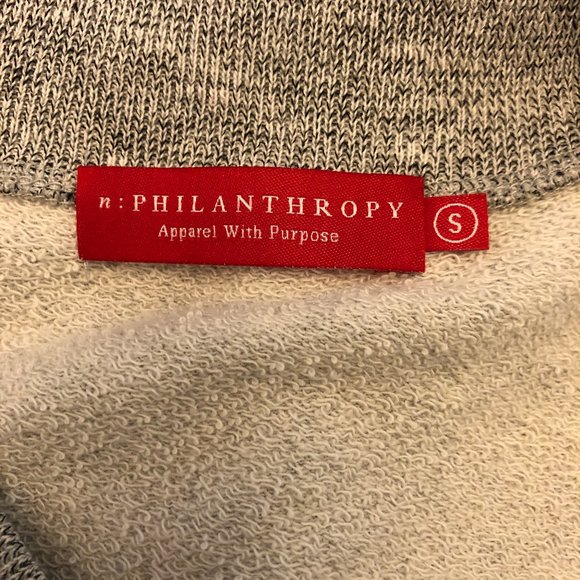 n: PHILANTHROPY
Apparel With Purpose
S